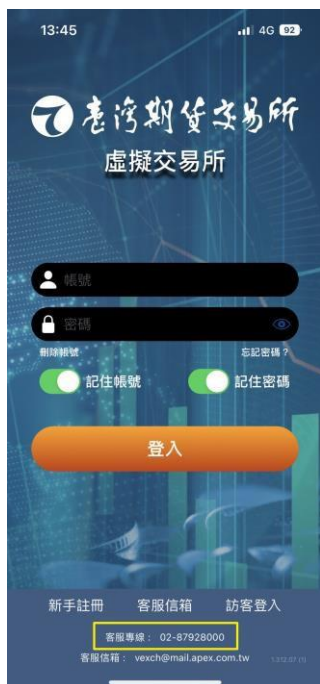 13:45 4G 92
臺灣期貨交易所
虛擬交易所
帳號
密碼
刪除帳號 忘記密碼？
記住帳號 記住密碼
登入
新手註冊 客服信箱 訪客登入
客服專線： 02-87928000
客服信箱： vexch@mail.apex.com.tw